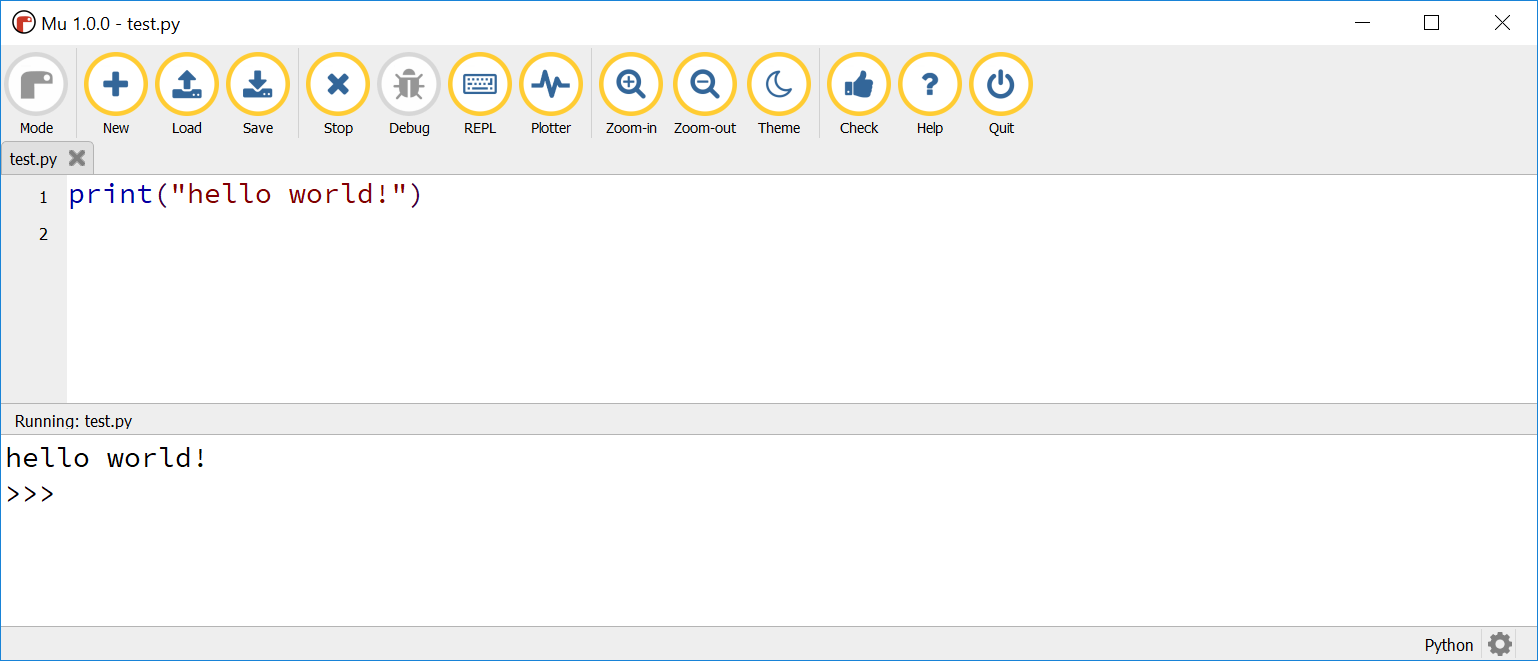 Mu 1.0.0 - test.py
Mode New Load Save Stop Debug REPL Plotter Zoom-in Zoom-out Theme Check Help Quit
test.py
1 print("hello world!")
2
Running: test.py
hello world!
>>>
Python